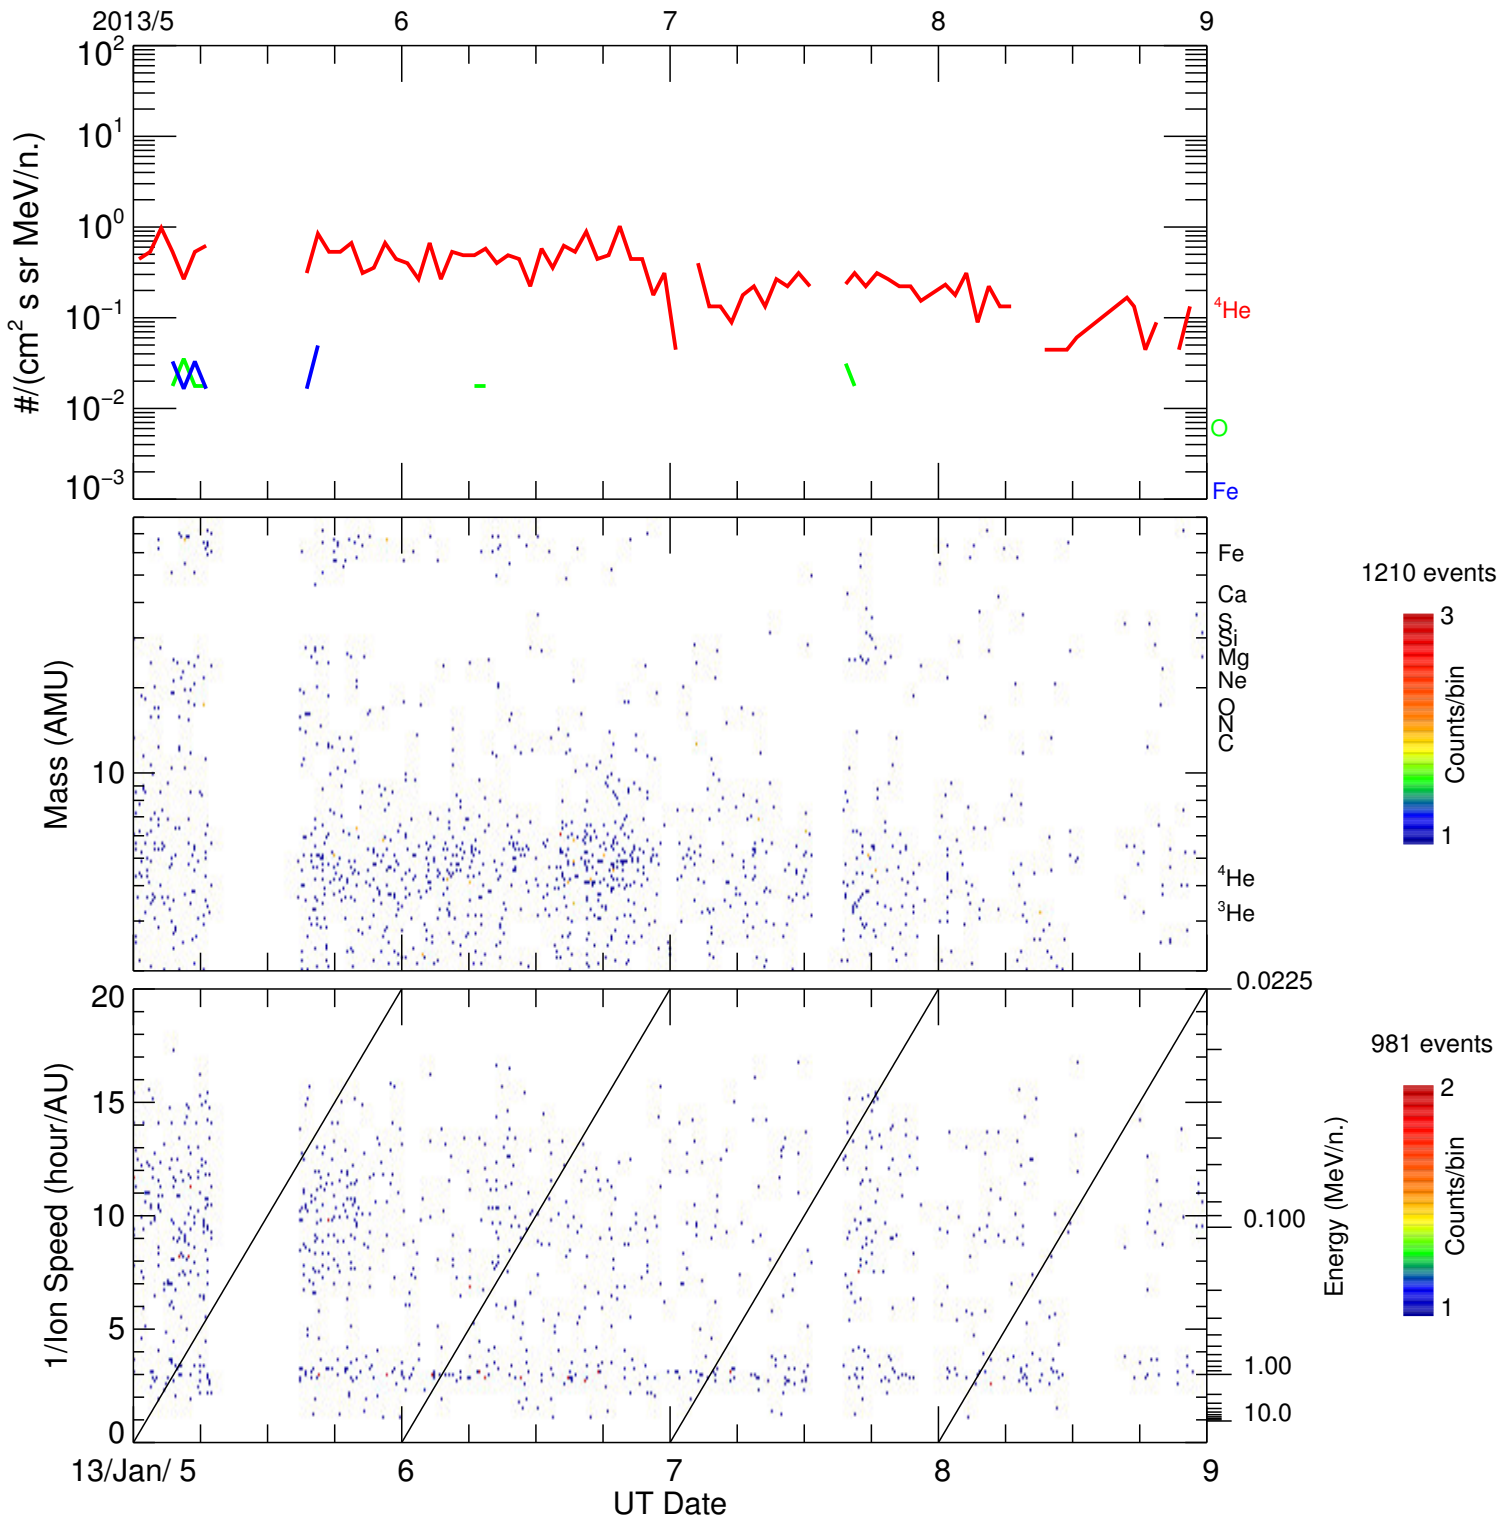 2013/5 6 7 8 9
10^2
10^1
10^0
10^-1
10^-2
10^-3
#/(cm^2 s sr MeV/n.)
^4He
O
Fe
Mass (AMU)
10
Fe
Ca
S
Si
Mg
Ne
O
N
C
^4He
^3He
1210 events
3
Counts/bin
1
20
15
10
5
0
1/Ion Speed (hour/AU)
0.0225
0.100
1.00
10.0
Energy (MeV/n.)
981 events
2
Counts/bin
1
13/Jan/ 5 6 7 8 9
UT Date